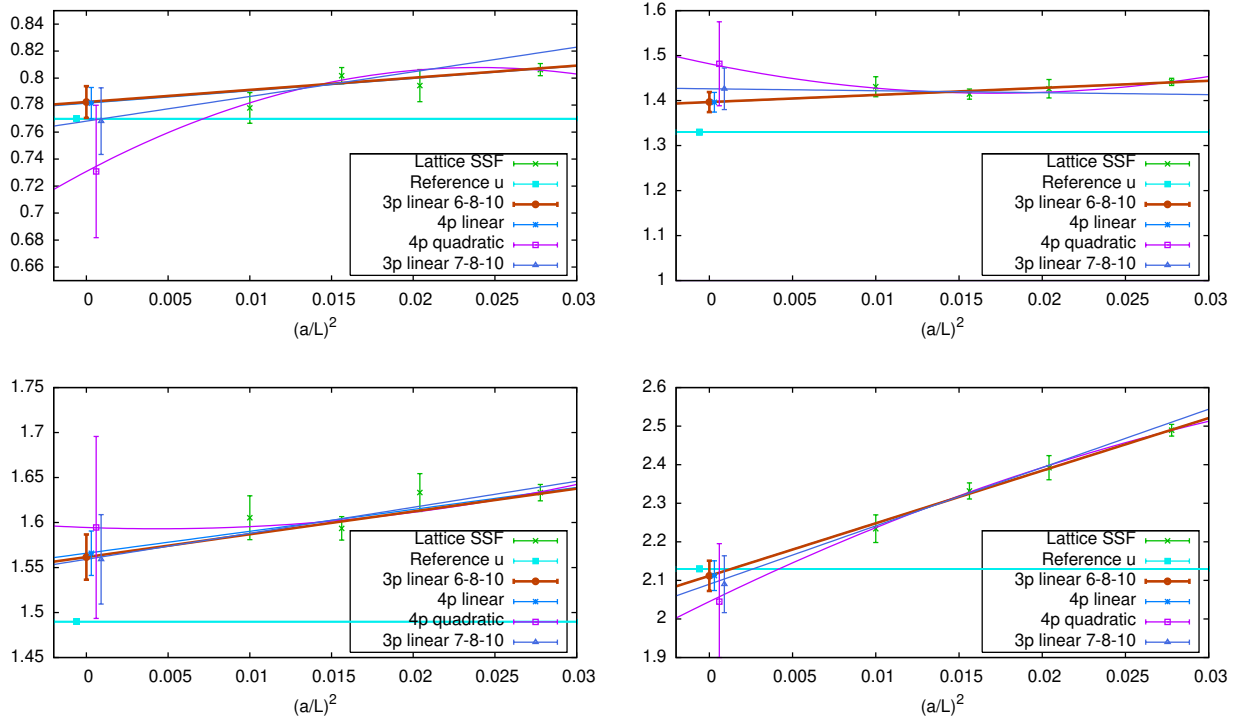 0.84
0.82
0.8
0.78
0.76
0.74
0.72
0.7
0.68
0.66
Lattice SSF
Reference u
3p linear 6-8-10
4p linear
4p quadratic
3p linear 7-8-10
0 0.005 0.01 0.015 0.02 0.025 0.03
(a/L)²
1.6
1.5
1.4
1.3
1.2
1.1
1
Lattice SSF
Reference u
3p linear 6-8-10
4p linear
4p quadratic
3p linear 7-8-10
0 0.005 0.01 0.015 0.02 0.025 0.03
(a/L)²
1.75
1.7
1.65
1.6
1.55
1.5
1.45
Lattice SSF
Reference u
3p linear 6-8-10
4p linear
4p quadratic
3p linear 7-8-10
0 0.005 0.01 0.015 0.02 0.025 0.03
(a/L)²
2.6
2.5
2.4
2.3
2.2
2.1
2
1.9
Lattice SSF
Reference u
3p linear 6-8-10
4p linear
4p quadratic
3p linear 7-8-10
0 0.005 0.01 0.015 0.02 0.025 0.03
(a/L)²